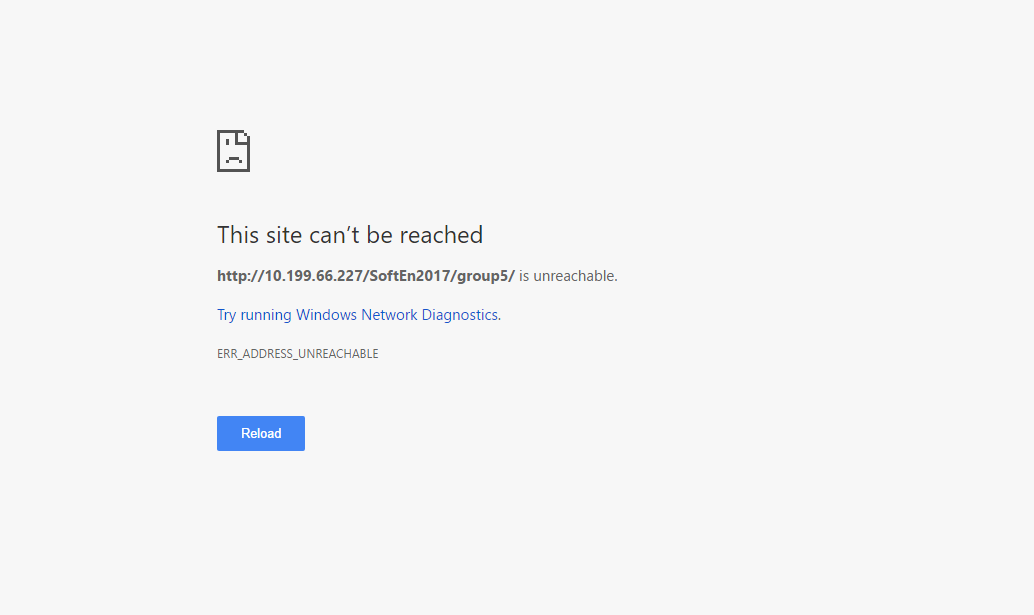 This site can’t be reached
http://10.199.66.227/SoftEn2017/group5/ is unreachable.
Try running Windows Network Diagnostics.
ERR_ADDRESS_UNREACHABLE
Reload